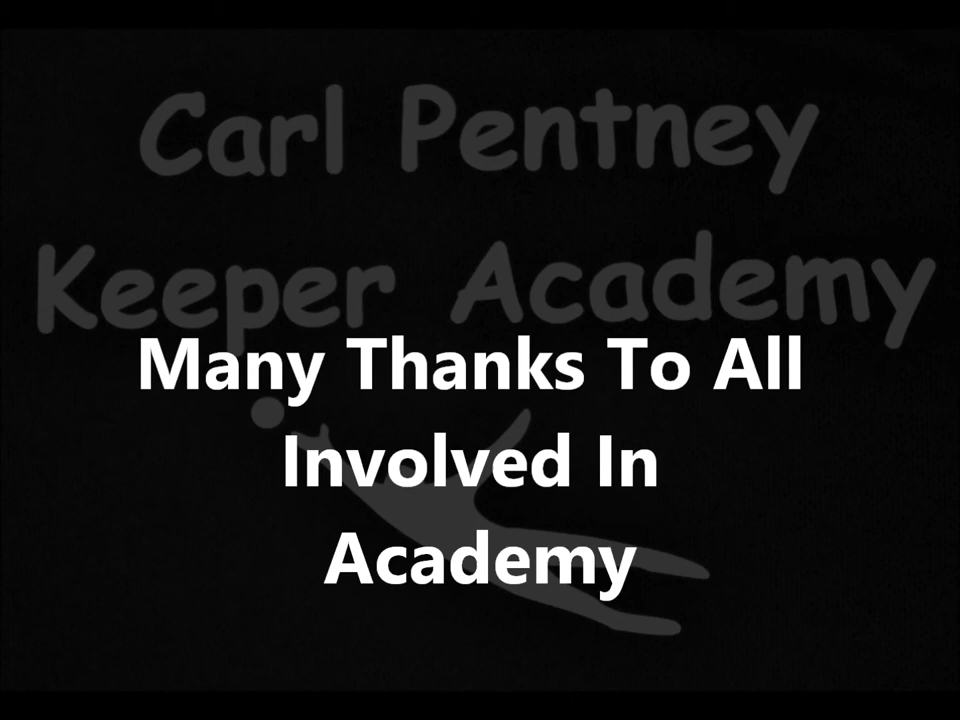 Carl Pentney
Keeper Academy
Many Thanks To All
Involved In
Academy